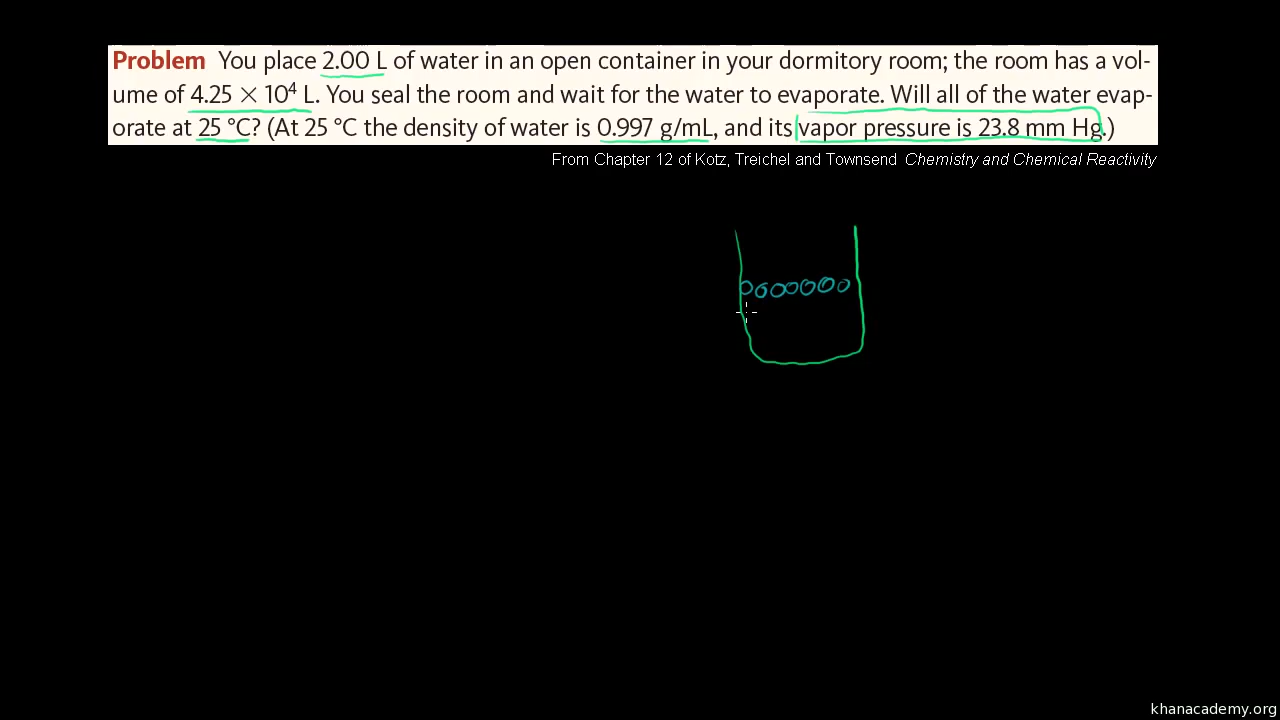 Problem You place 2.00 L of water in an open container in your dormitory room; the room has a vol-
ume of 4.25 × 10⁴ L. You seal the room and wait for the water to evaporate. Will all of the water evap-
orate at 25 °C? (At 25 °C the density of water is 0.997 g/mL, and its vapor pressure is 23.8 mm Hg.)
From Chapter 12 of Kotz, Treichel and Townsend Chemistry and Chemical Reactivity
khanacademy.org